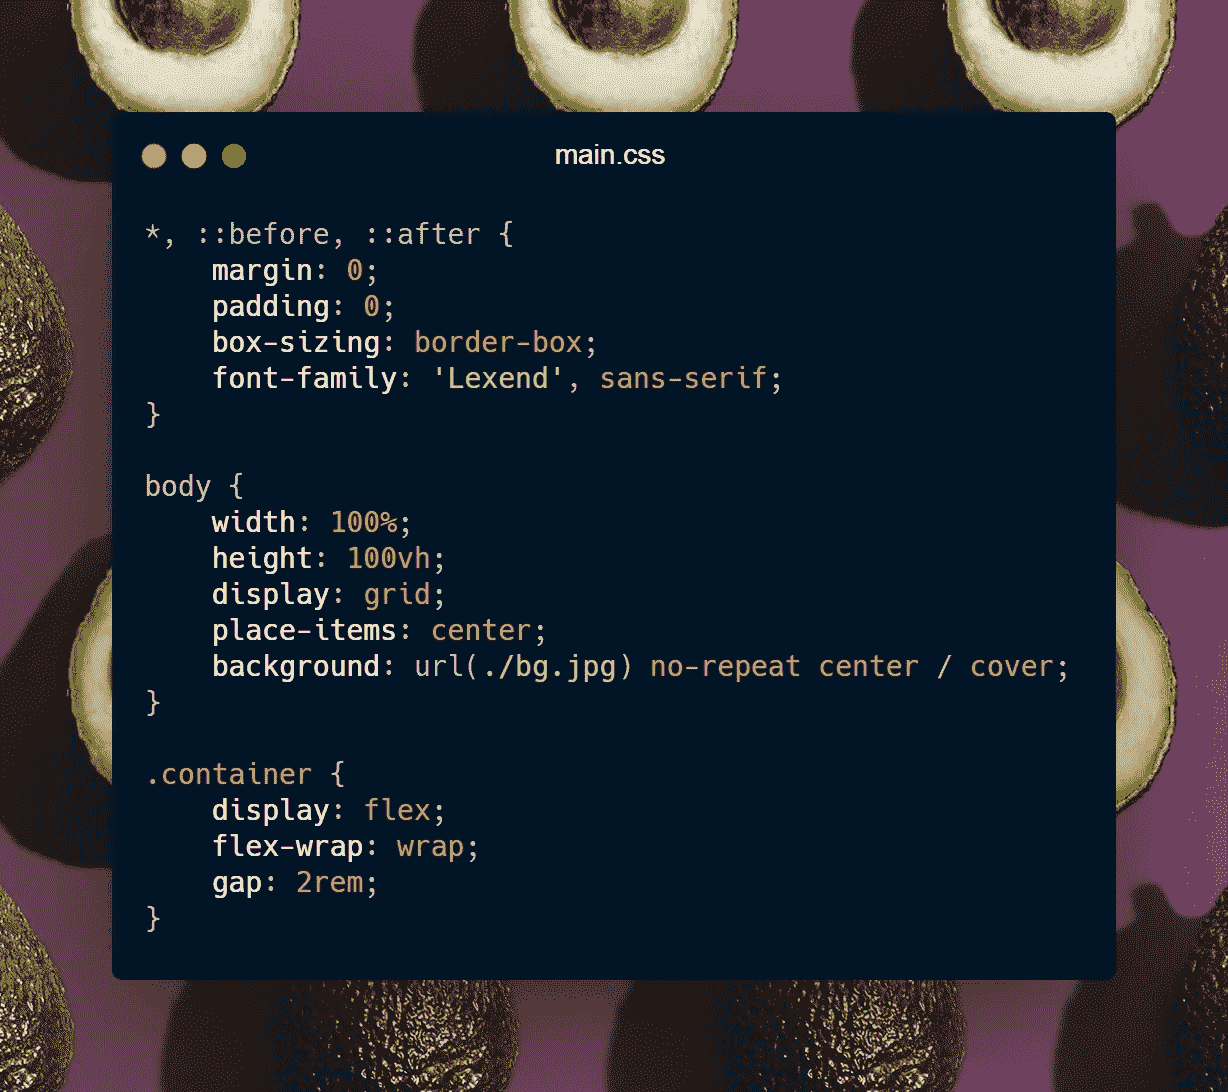 main.css
*, ::before, ::after {
    margin: 0;
    padding: 0;
    box-sizing: border-box;
    font-family: 'Lexend', sans-serif;
}
body {
    width: 100%;
    height: 100vh;
    display: grid;
    place-items: center;
    background: url(./bg.jpg) no-repeat center / cover;
}
.container {
    display: flex;
    flex-wrap: wrap;
    gap: 2rem;
}